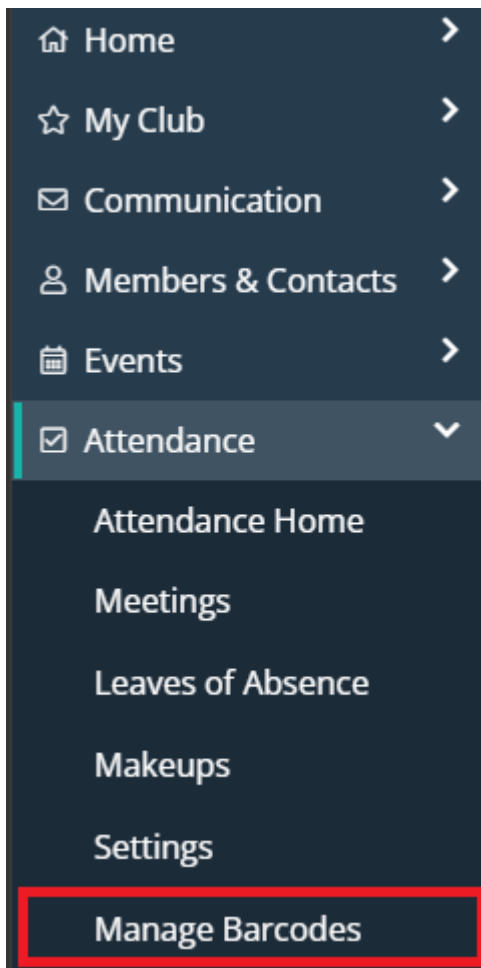 Home
My Club
Communication
Members & Contacts
Events
Attendance
Attendance Home
Meetings
Leaves of Absence
Makeups
Settings
Manage Barcodes